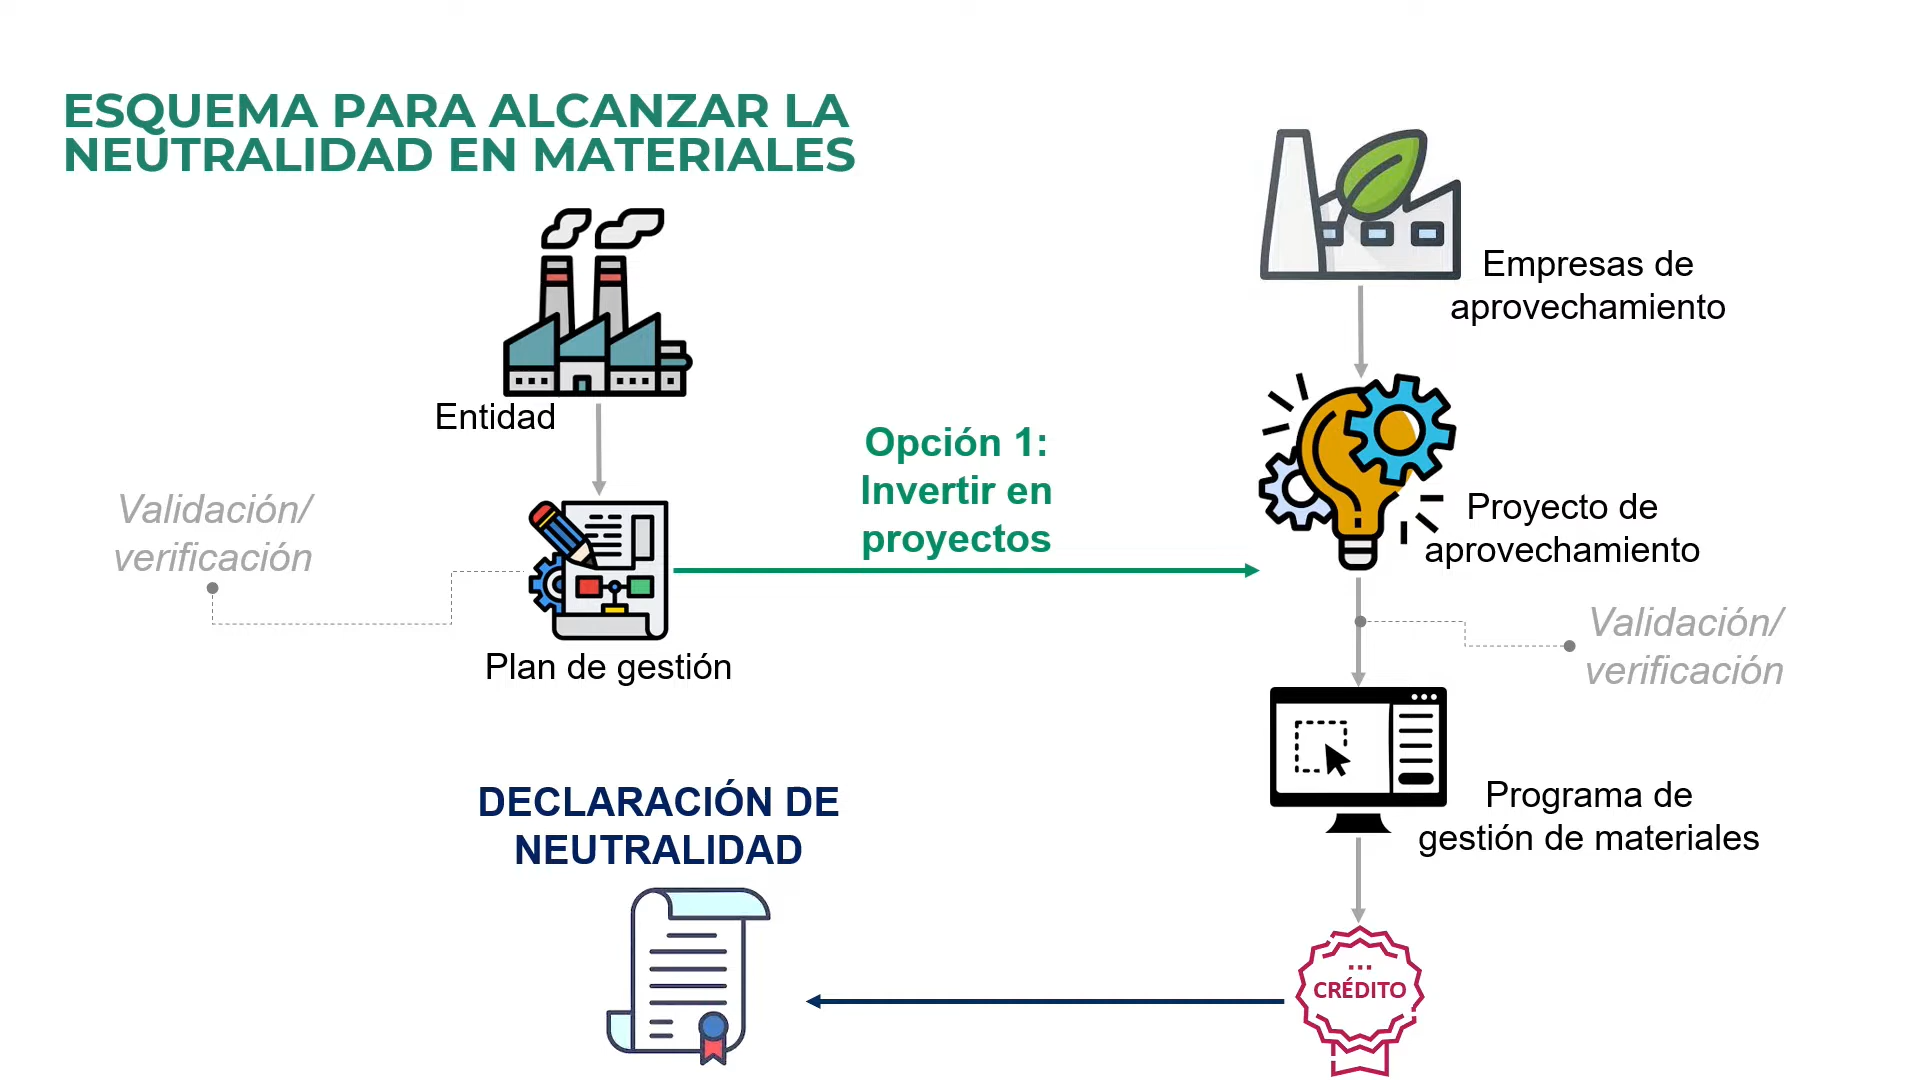 ESQUEMA PARA ALCANZAR LA
NEUTRALIDAD EN MATERIALES
Empresas de
aprovechamiento
Entidad
Opción 1:
Invertir en
proyectos
Validación/
verificación
Proyecto de
aprovechamiento
Validación/
verificación
Plan de gestión
DECLARACIÓN DE
NEUTRALIDAD
Programa de
gestión de materiales
CRÉDITO